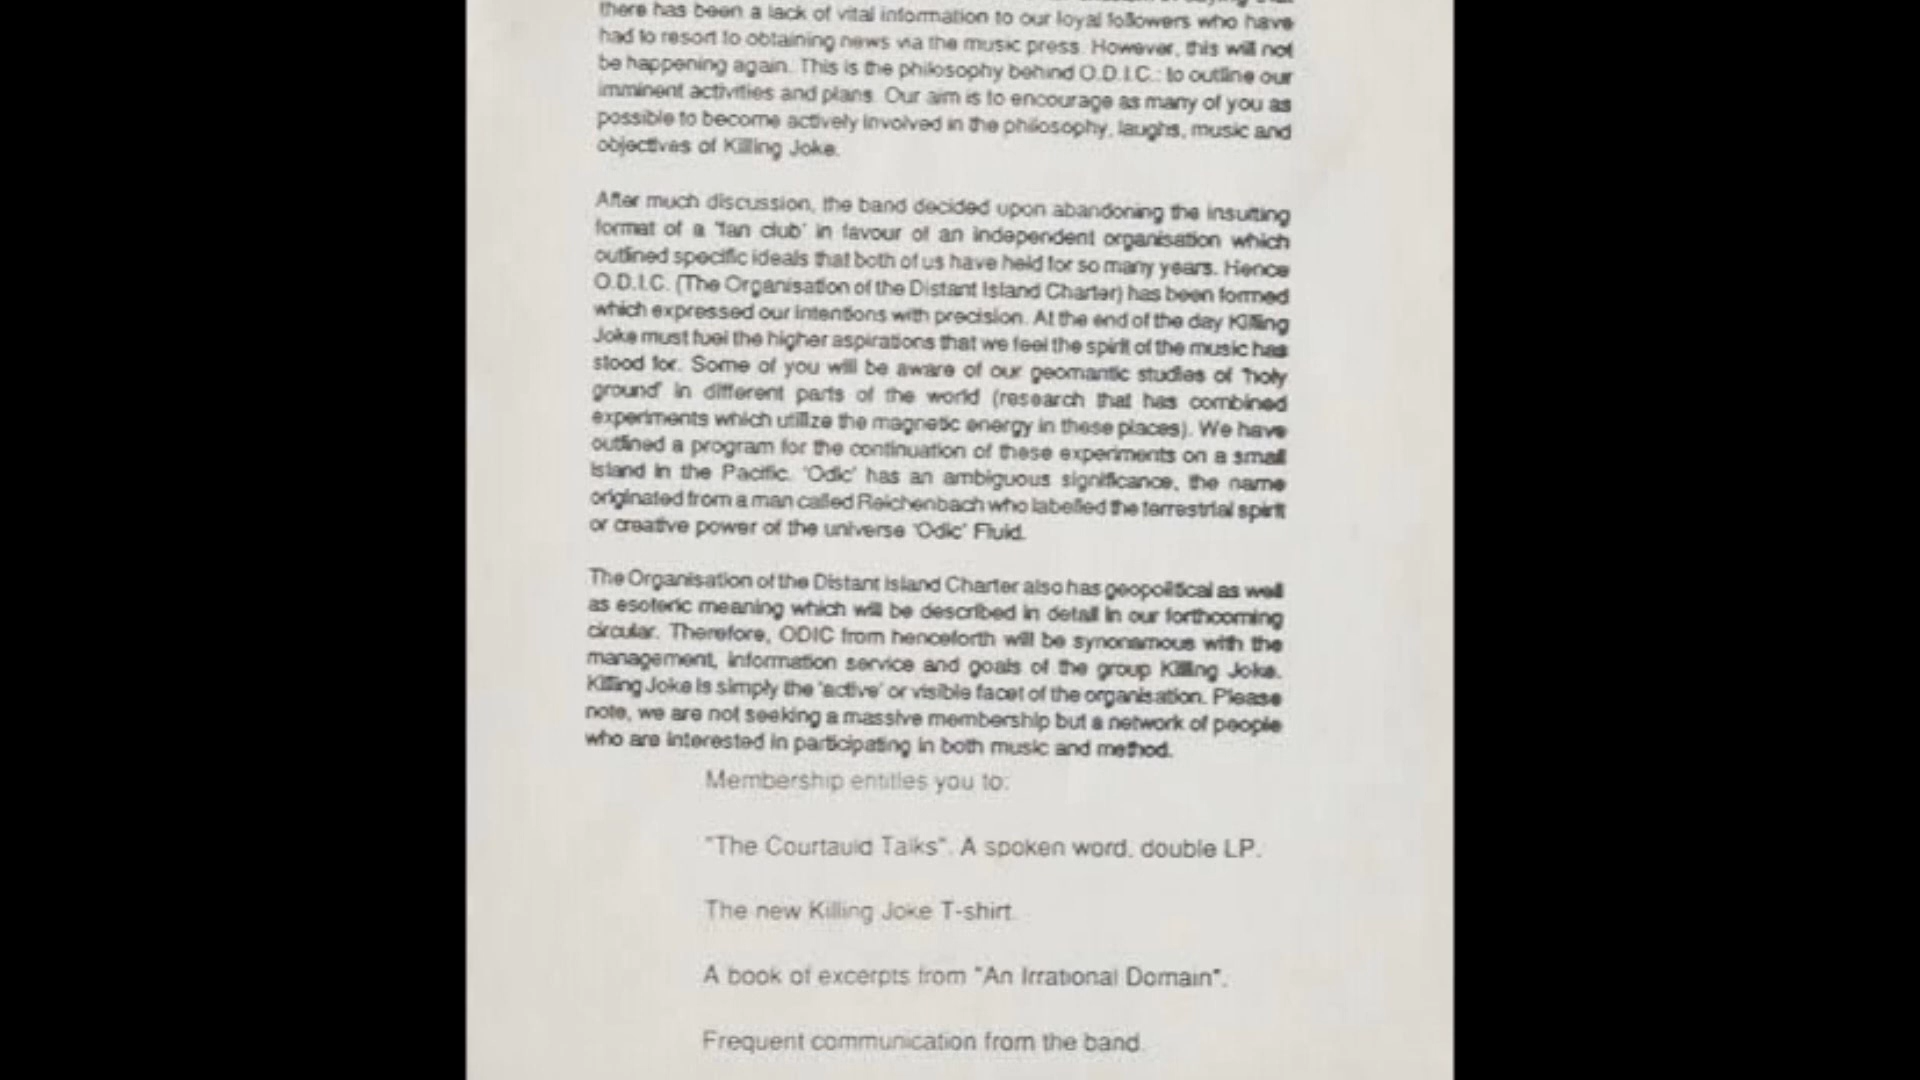 there has been a lack of vital information to our loyal followers who have
had to resort to obtaining news via the music press. However, this will not
be happening again. This is the philosophy behind O.D.I.C.: to outline our
imminent activities and plans. Our aim is to encourage as many of you as
possible to become actively involved in the philosophy, laughs, music and
objectives of Killing Joke.
After much discussion, the band decided upon abandoning the insulting
format of a 'fan club' in favour of an independent organisation which
outlined specific ideals that both of us have held for so many years. Hence
O.D.I.C. (The Organisation of the Distant Island Charter) has been formed
which expressed our intentions with precision. At the end of the day Killing
Joke must fuel the higher aspirations that we feel the spirit of the music has
stood for. Some of you will be aware of our geomantic studies of 'holy
ground' in different parts of the world (research that has combined
experiments which utilize the magnetic energy in these places). We have
outlined a program for the continuation of these experiments on a small
island in the Pacific. 'Odic' has an ambiguous significance, the name
originated from a man called Reichenbach who labelled the terrestrial spirit
or creative power of the universe 'Odic' Fluid.
The Organisation of the Distant Island Charter also has geopolitical as well
as esoteric meaning which will be described in detail in our forthcoming
circular. Therefore, ODIC from henceforth will be synonamous with the
management, information service and goals of the group Killing Joke.
Killing Joke is simply the 'active' or visible facet of the organisation. Please
note, we are not seeking a massive membership but a network of people
who are interested in participating in both music and method.
Membership entitles you to:
"The Courtauld Talks". A spoken word, double LP.
The new Killing Joke T-shirt.
A book of excerpts from "An Irrational Domain".
Frequent communication from the band.